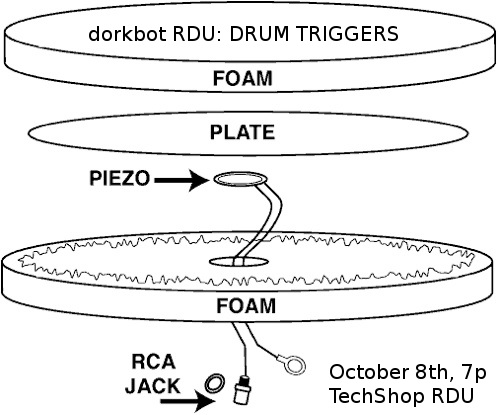 dorkbot RDU: DRUM TRIGGERS
FOAM
PLATE
PIEZO
FOAM
RCA
JACK
October 8th, 7p
TechShop RDU